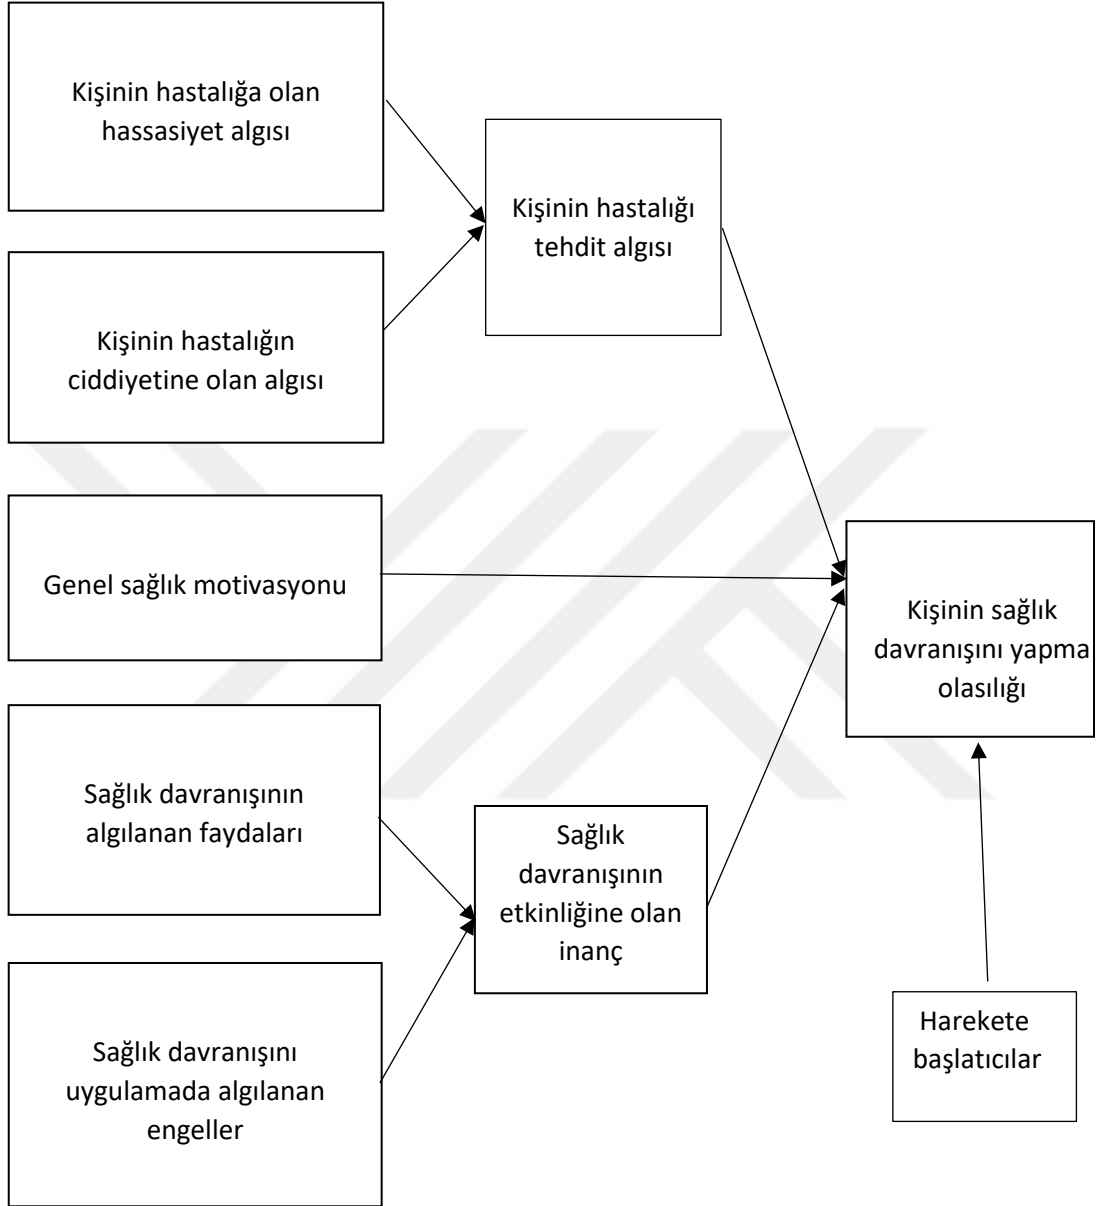 Kişinin hastalığa olan
hassasiyet algısı
Kişinin hastalığı
tehdit algısı
Kişinin hastalığın
ciddiyetine olan algısı
Genel sağlık motivasyonu
Kişinin sağlık
davranışını yapma
olasılığı
Sağlık davranışının
algılanan faydaları
Sağlık
davranışının
etkinliğine olan
inanç
Sağlık davranışını
uygulamada algılanan
engeller
Harekete
başlatıcılar